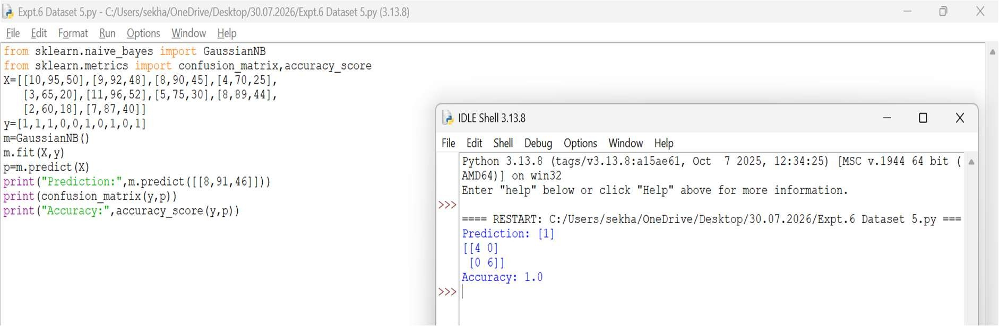 Expt.6 Dataset 5.py - C:/Users/sekha/OneDrive/Desktop/30.07.2026/Expt.6 Dataset 5.py (3.13.8)
File Edit Format Run Options Window Help
from sklearn.naive_bayes import GaussianNB
from sklearn.metrics import confusion_matrix,accuracy_score
X=[[10,95,50],[9,92,48],[8,90,45],[4,70,25],
   [3,65,20],[11,96,52],[5,75,30],[8,89,44],
   [2,60,18],[7,87,40]]
y=[1,1,1,0,0,1,0,1,0,1]
m=GaussianNB()
m.fit(X,y)
p=m.predict(X)
print("Prediction:",m.predict([[8,91,46]]))
print(confusion_matrix(y,p))
print("Accuracy:",accuracy_score(y,p))
IDLE Shell 3.13.8
File Edit Shell Debug Options Window Help
Python 3.13.8 (tags/v3.13.8:a15ae61, Oct  7 2025, 12:34:25) [MSC v.1944 64 bit (
AMD64)] on win32
Enter "help" below or click "Help" above for more information.
>>>
==== RESTART: C:/Users/sekha/OneDrive/Desktop/30.07.2026/Expt.6 Dataset 5.py ===
Prediction: [1]
[[4 0]
 [0 6]]
Accuracy: 1.0
>>>